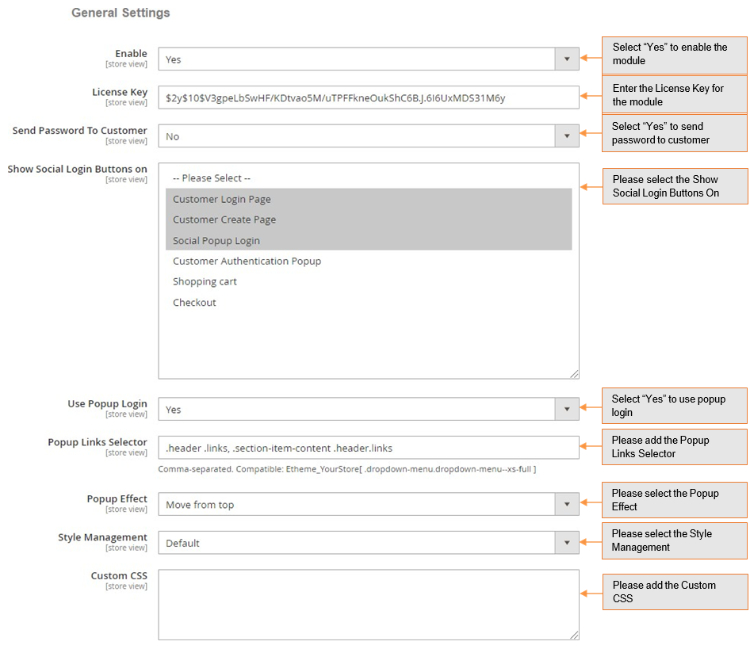 General Settings
Enable
[store view]
Yes
Select “Yes” to enable the
module
License Key
[store view]
$2y$10$V3gpeLbSwHF/KDtvao5M/uTPFFkneOukShC6B.J.6I6UxMDS31M6y
Enter the License Key for
the module
Send Password To Customer
[store view]
No
Select “Yes” to send
password to customer
Show Social Login Buttons on
[store view]
-- Please Select --
Customer Login Page
Customer Create Page
Social Popup Login
Customer Authentication Popup
Shopping cart
Checkout
Please select the Show
Social Login Buttons On
Use Popup Login
[store view]
Yes
Select “Yes” to use popup
login
Popup Links Selector
[store view]
.header .links, .section-item-content .header.links
Comma-separated. Compatible: Etheme_YourStore[ .dropdown-menu.dropdown-menu--xs-full ]
Please add the Popup
Links Selector
Popup Effect
[store view]
Move from top
Please select the Popup
Effect
Style Management
[store view]
Default
Please select the Style
Management
Custom CSS
[store view]
Please add the Custom
CSS